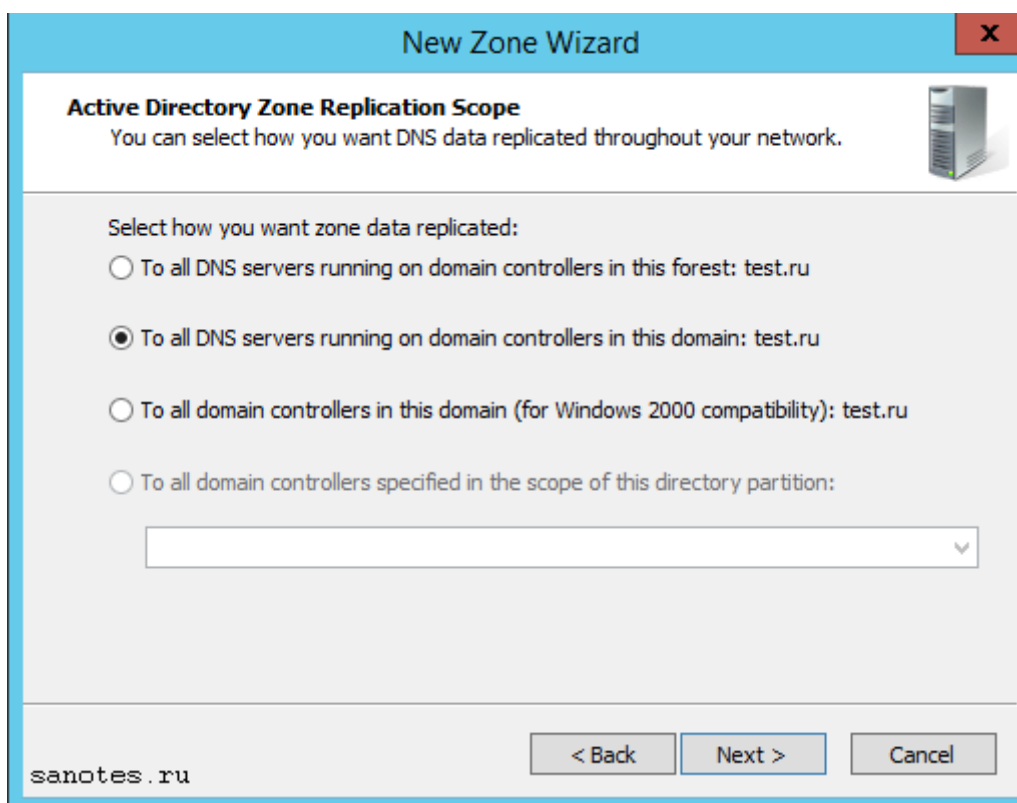 New Zone Wizard
x
Active Directory Zone Replication Scope
You can select how you want DNS data replicated throughout your network.
Select how you want zone data replicated:
To all DNS servers running on domain controllers in this forest: test.ru
To all DNS servers running on domain controllers in this domain: test.ru
To all domain controllers in this domain (for Windows 2000 compatibility): test.ru
To all domain controllers specified in the scope of this directory partition:
< Back
Next >
Cancel
sanotes.ru